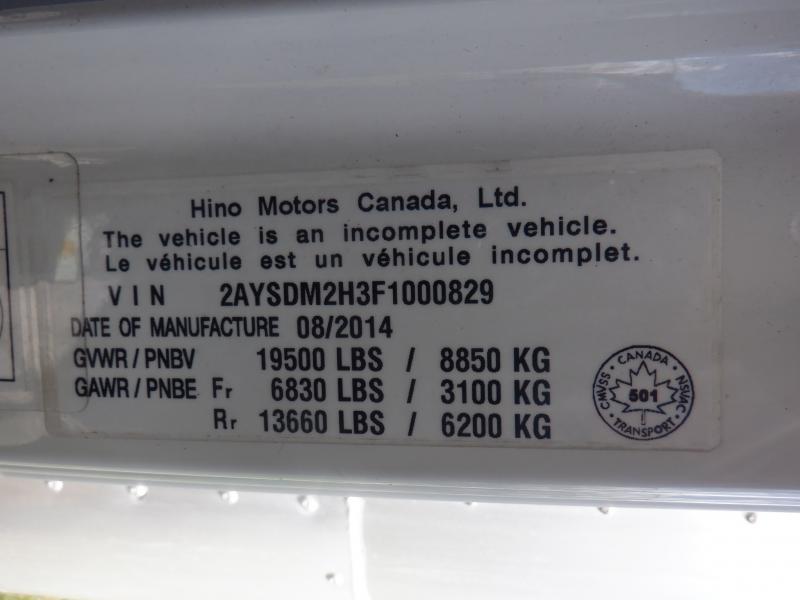 Hino Motors Canada, Ltd.
The vehicle is an incomplete vehicle.
Le véhicule est un véhicule incomplet.
VIN 2AYSDM2H3F1000829
DATE OF MANUFACTURE 08/2014
GVWR / PNBV 19500 LBS / 8850 KG
GAWR / PNBE Fr 6830 LBS / 3100 KG
Rr 13660 LBS / 6200 KG
CANADA
CMVSS
501
NSVAC
TRANSPORT